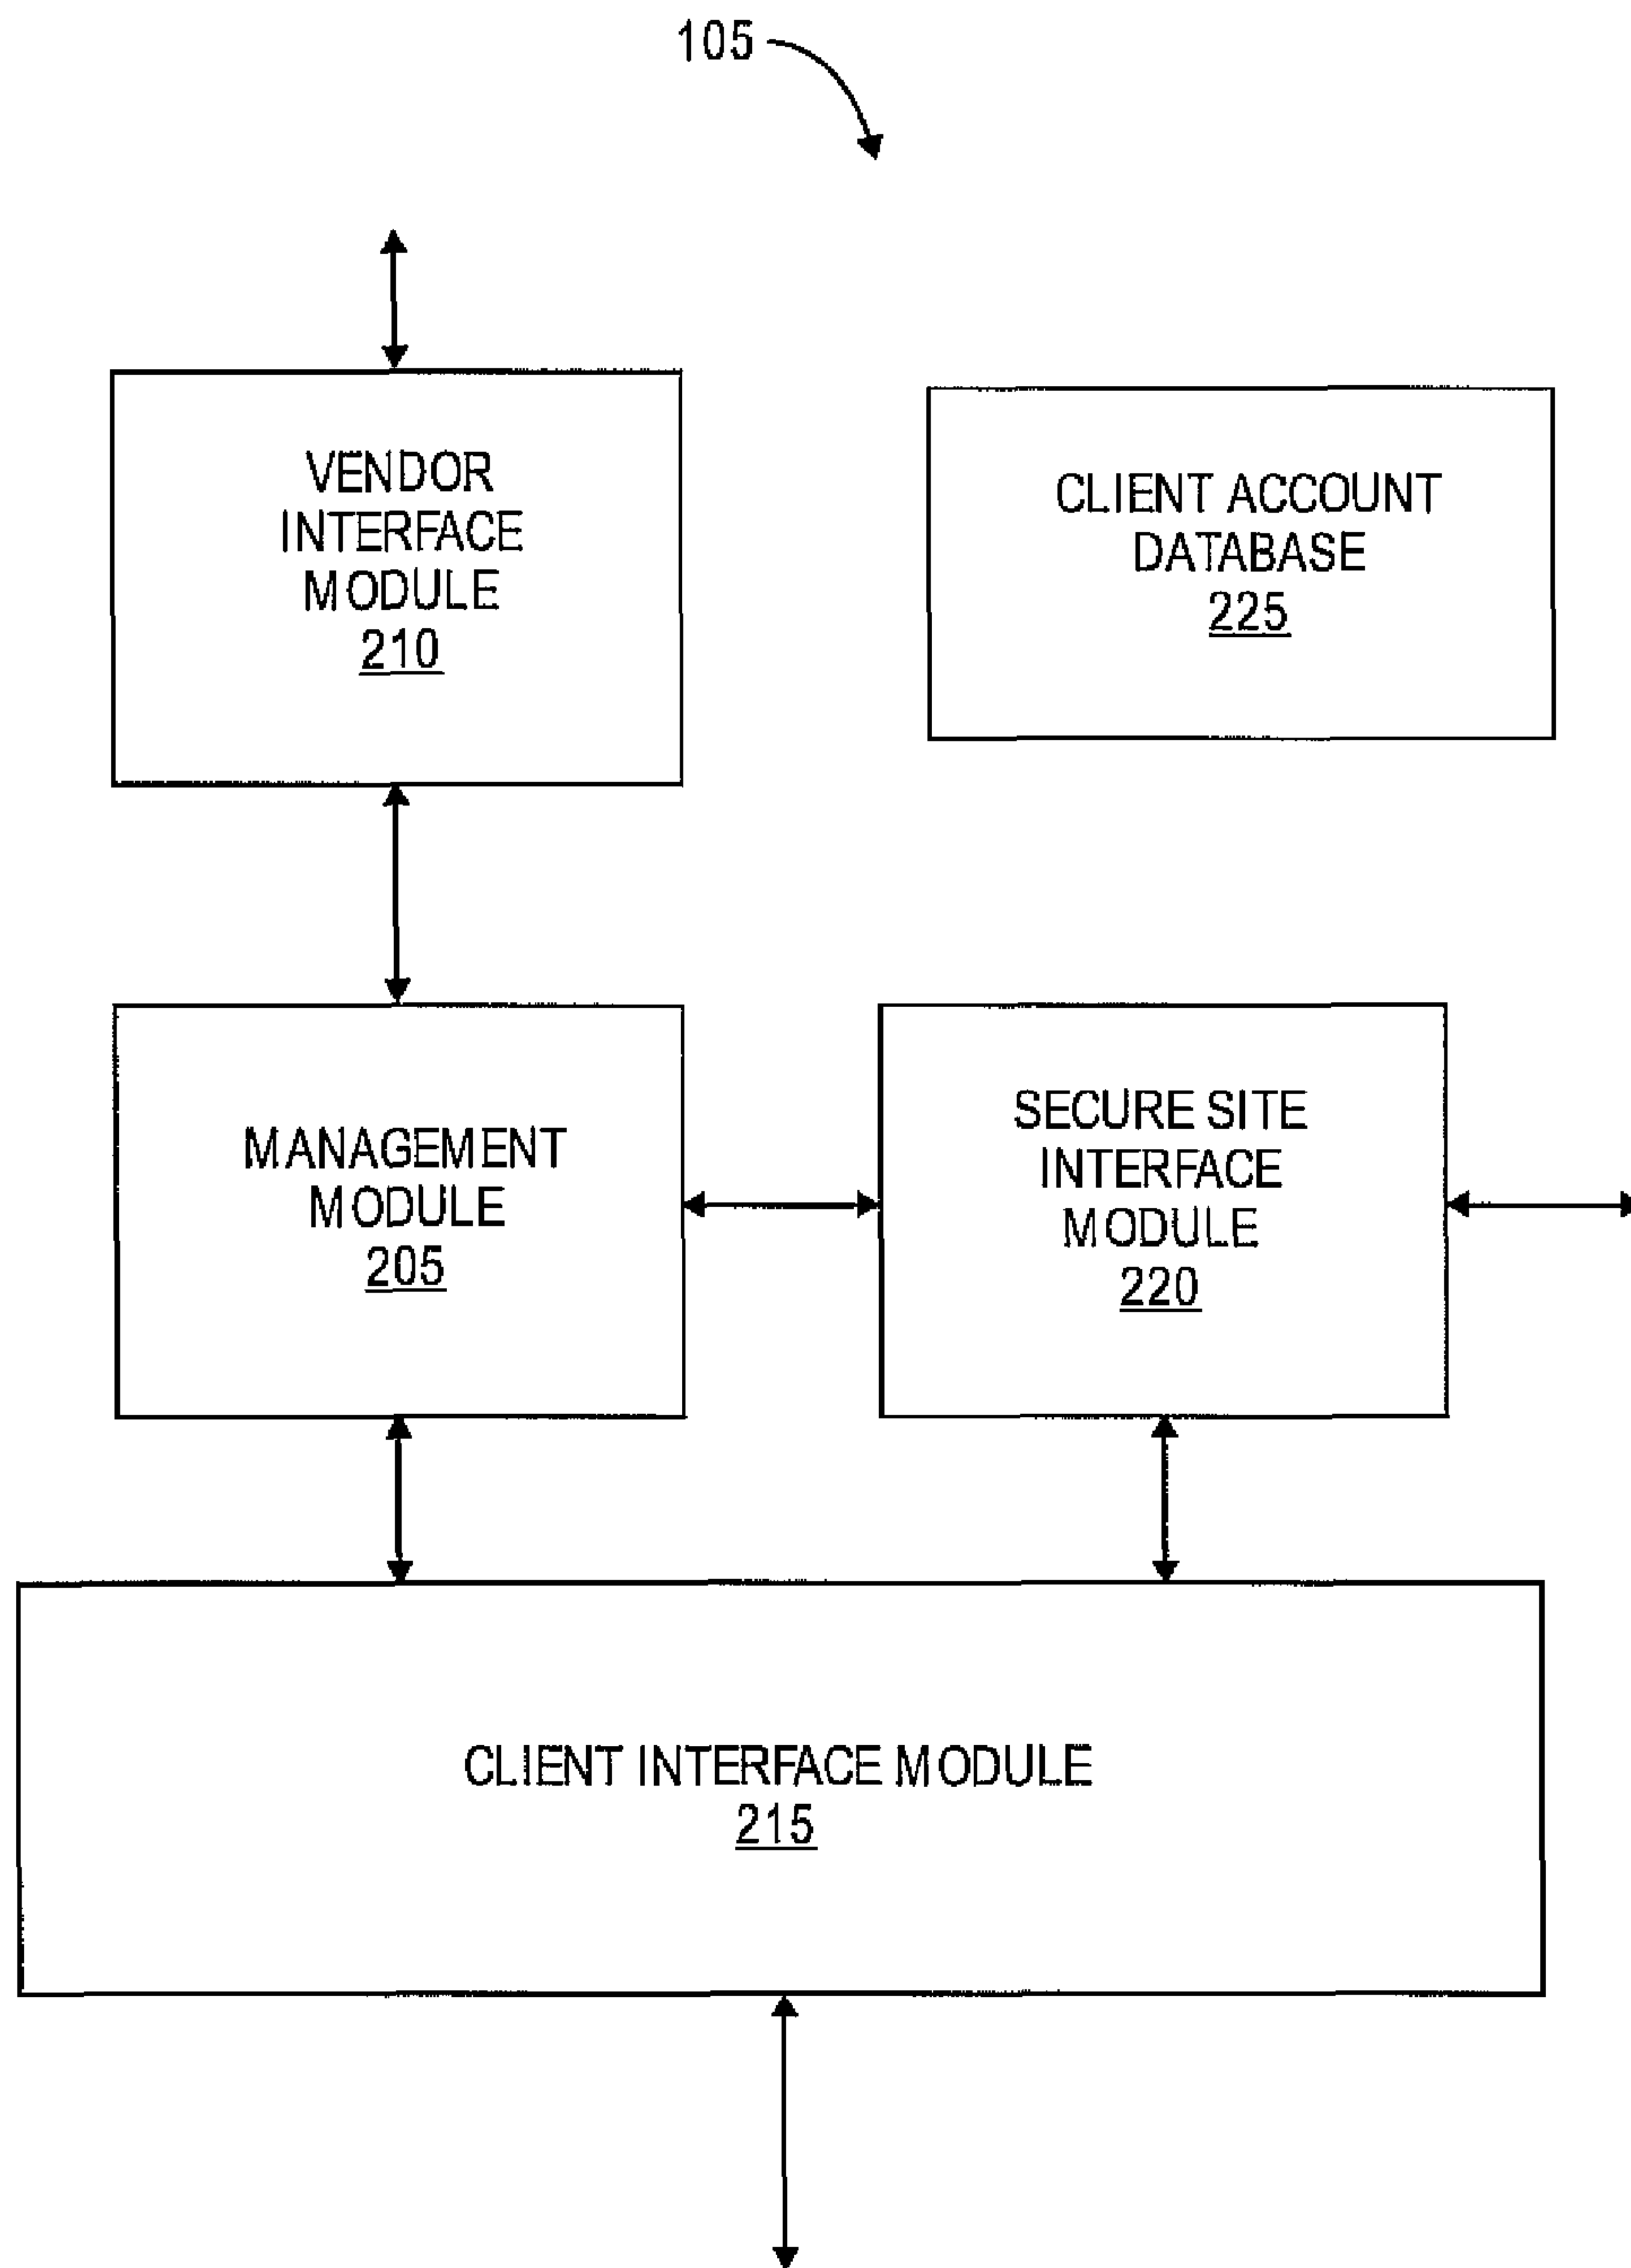 105
VENDOR
INTERFACE
MODULE
210
CLIENT ACCOUNT
DATABASE
225
MANAGEMENT
MODULE
205
SECURE SITE
INTERFACE
MODULE
220
CLIENT INTERFACE MODULE
215